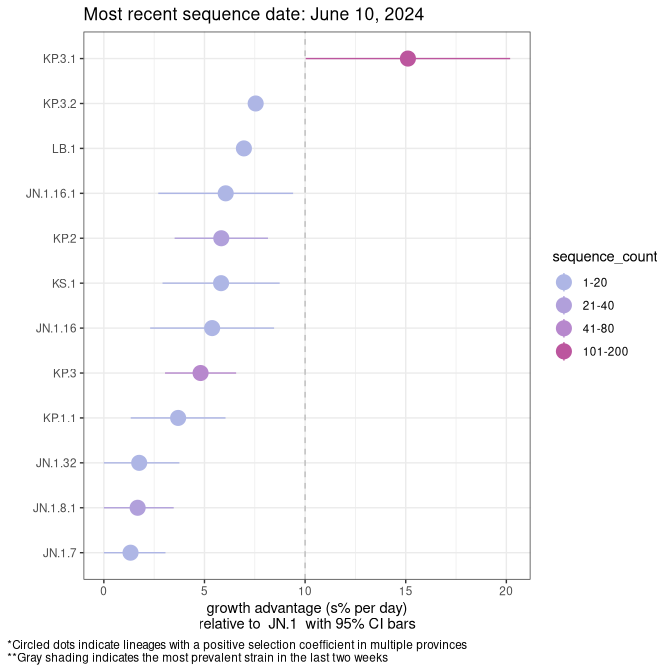 Most recent sequence date: June 10, 2024
KP.3.1
KP.3.2
LB.1
JN.1.16.1
KP.2
KS.1
JN.1.16
KP.3
KP.1.1
JN.1.32
JN.1.8.1
JN.1.7
0 5 10 15 20
growth advantage (s% per day)
relative to JN.1 with 95% CI bars
sequence_count
1-20
21-40
41-80
101-200
*Circled dots indicate lineages with a positive selection coefficient in multiple provinces
**Gray shading indicates the most prevalent strain in the last two weeks